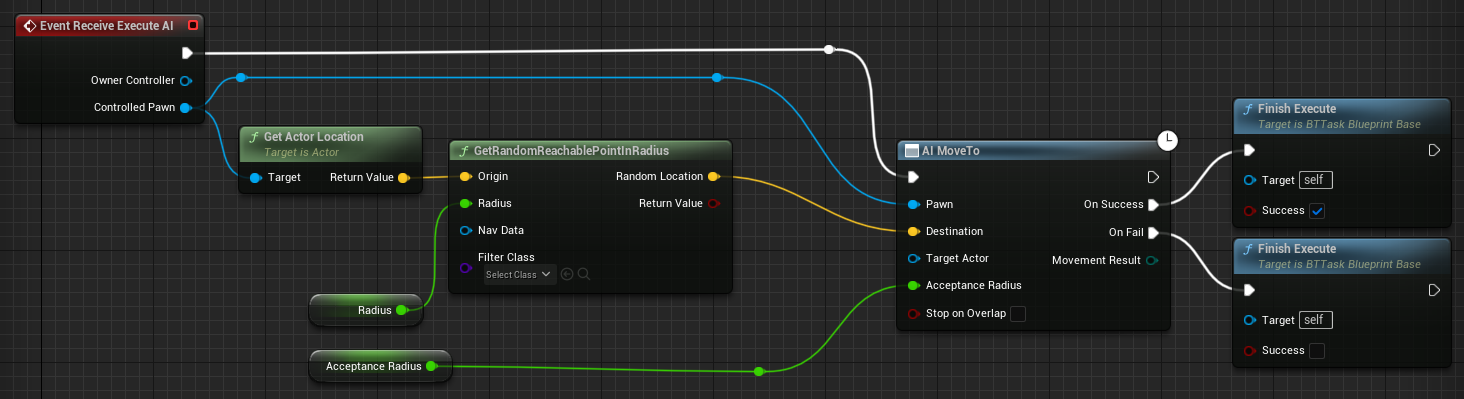 Event Receive Execute AI
Owner Controller
Controlled Pawn
Get Actor Location
Target is Actor
Target
Return Value
GetRandomReachablePointInRadius
Origin
Random Location
Radius
Return Value
Nav Data
Filter Class
Select Class
Radius
Acceptance Radius
AI MoveTo
Pawn
On Success
Destination
On Fail
Target Actor
Movement Result
Acceptance Radius
Stop on Overlap
Finish Execute
Target is BTTask Blueprint Base
Target self
Success
Finish Execute
Target is BTTask Blueprint Base
Target self
Success